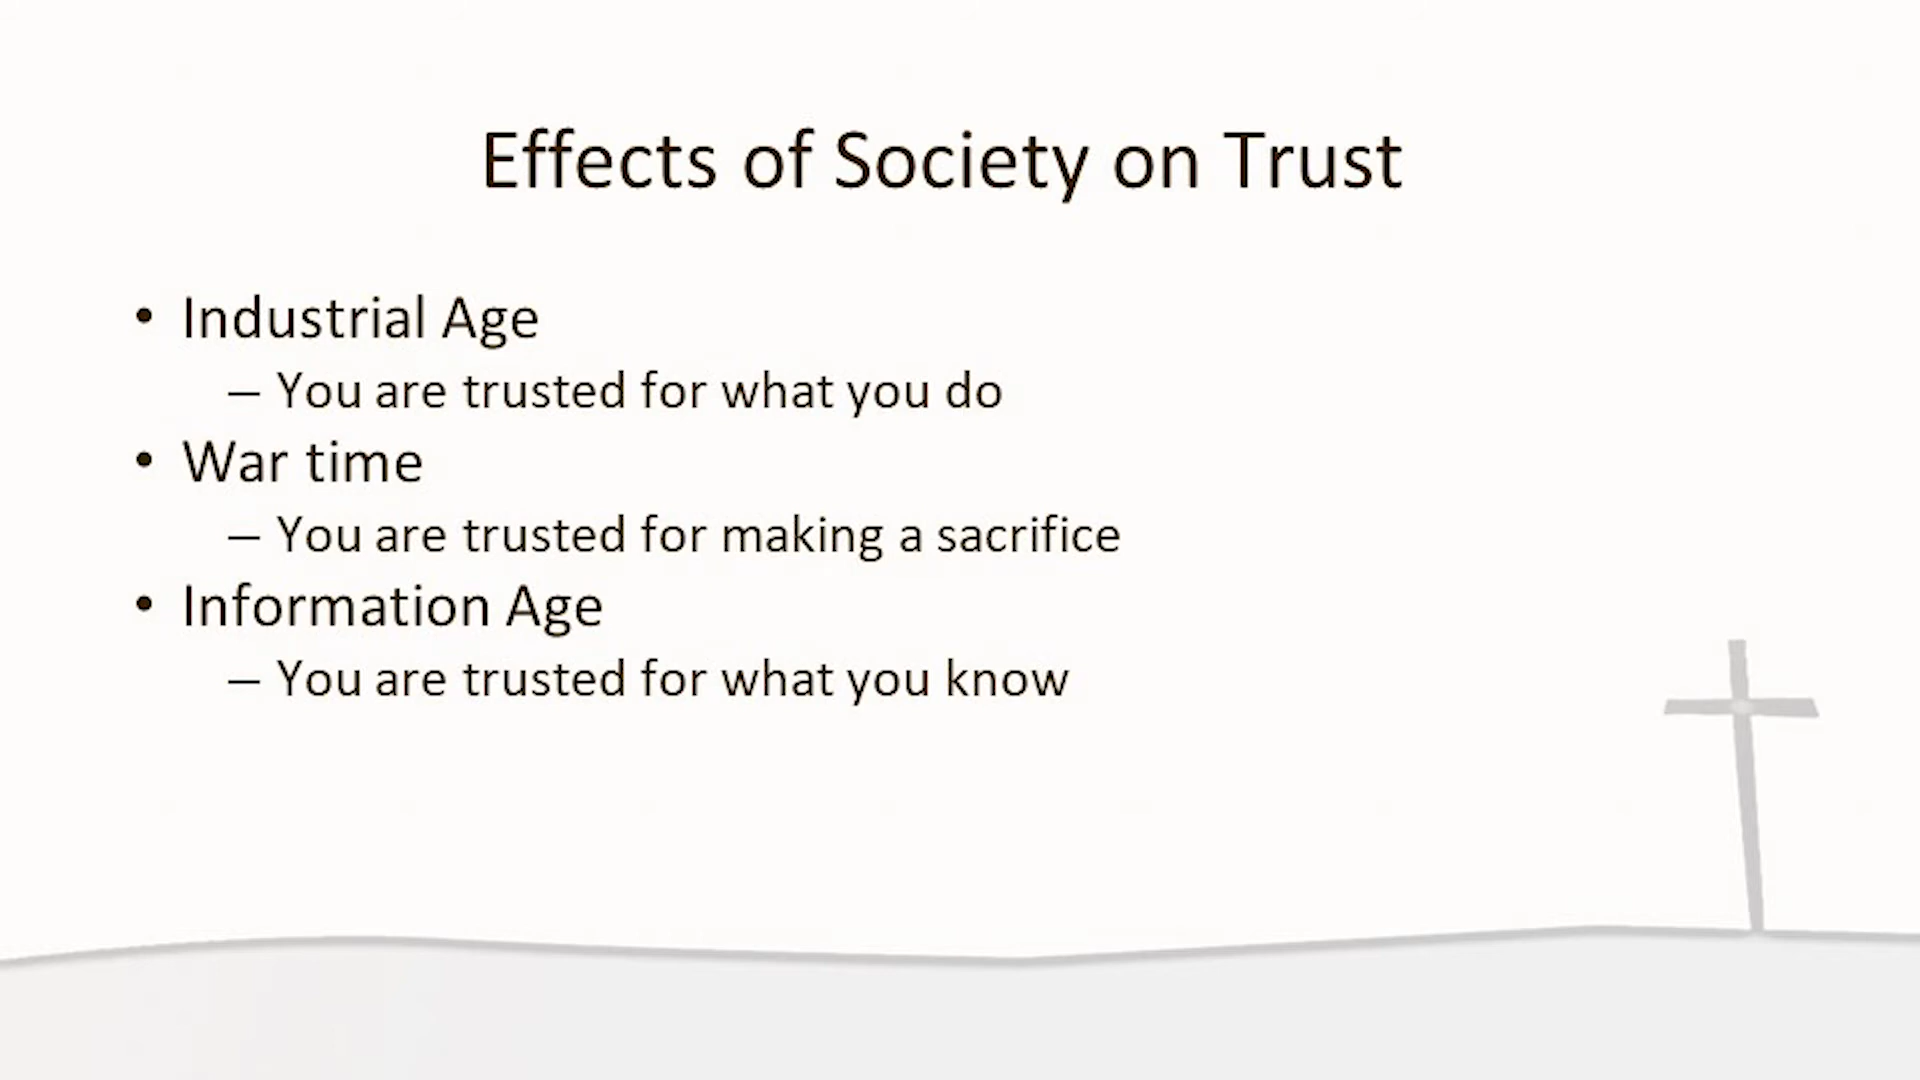 Effects of Society on Trust
• Industrial Age
– You are trusted for what you do
• War time
– You are trusted for making a sacrifice
• Information Age
– You are trusted for what you know